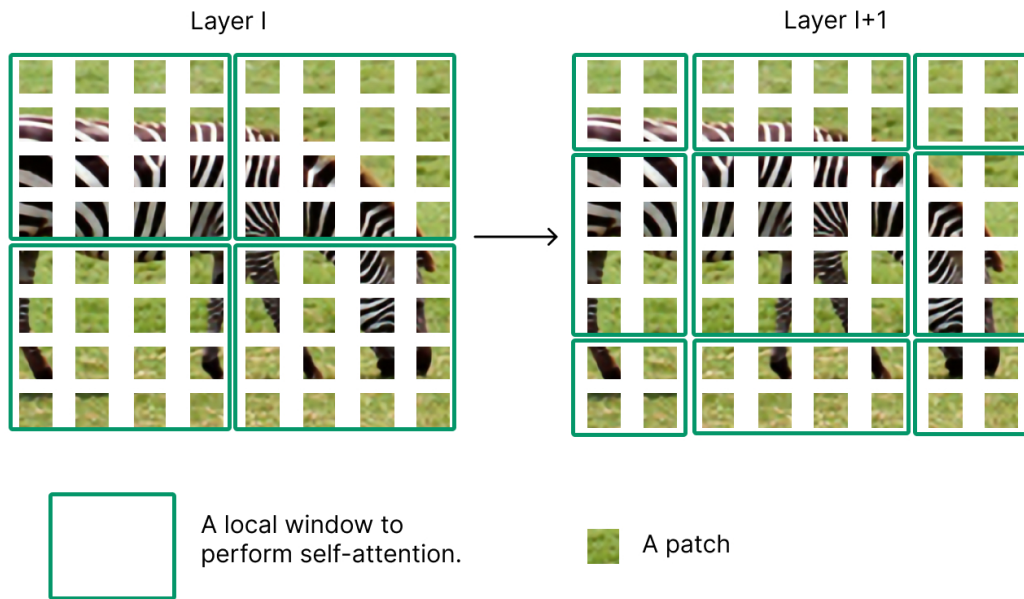 Layer l
Layer l+1
A local window to
perform self-attention.
A patch